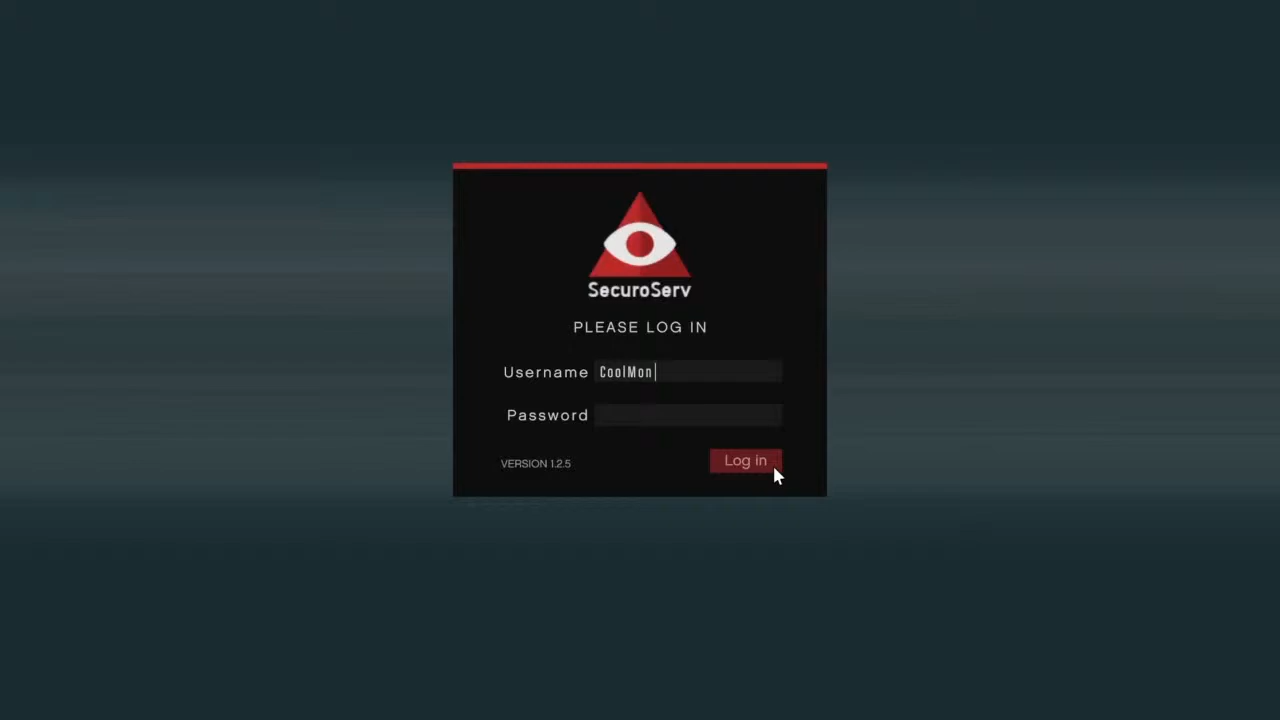 SecuroServ
PLEASE LOG IN
Username CoolMon
Password
VERSION 1.2.5 Log in